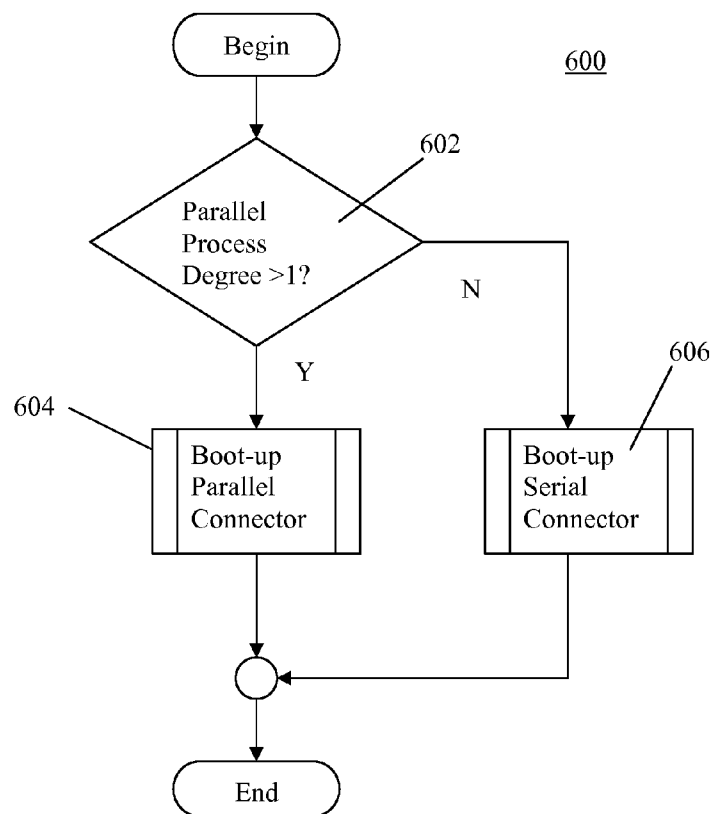 Begin
600
602
Parallel
Process
Degree >1?
N
Y
604
606
Boot-up
Parallel
Connector
Boot-up
Serial
Connector
End